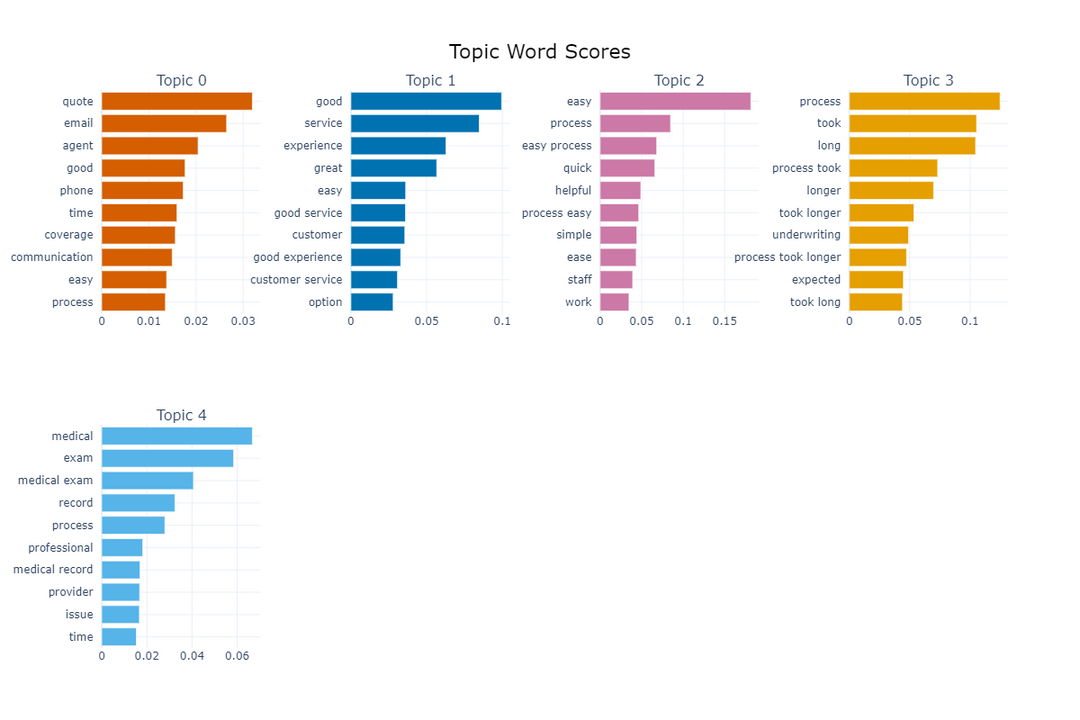 Topic Word Scores
Topic 0
quote
email
agent
good
phone
time
coverage
communication
easy
process
0 0.01 0.02 0.03
Topic 1
good
service
experience
great
easy
good service
customer
good experience
customer service
option
0 0.05 0.1
Topic 2
easy
process
easy process
quick
helpful
process easy
simple
ease
staff
work
0 0.05 0.1 0.15
Topic 3
process
took
long
process took
longer
took longer
underwriting
process took longer
expected
took long
0 0.05 0.1
Topic 4
medical
exam
medical exam
record
process
professional
medical record
provider
issue
time
0 0.02 0.04 0.06